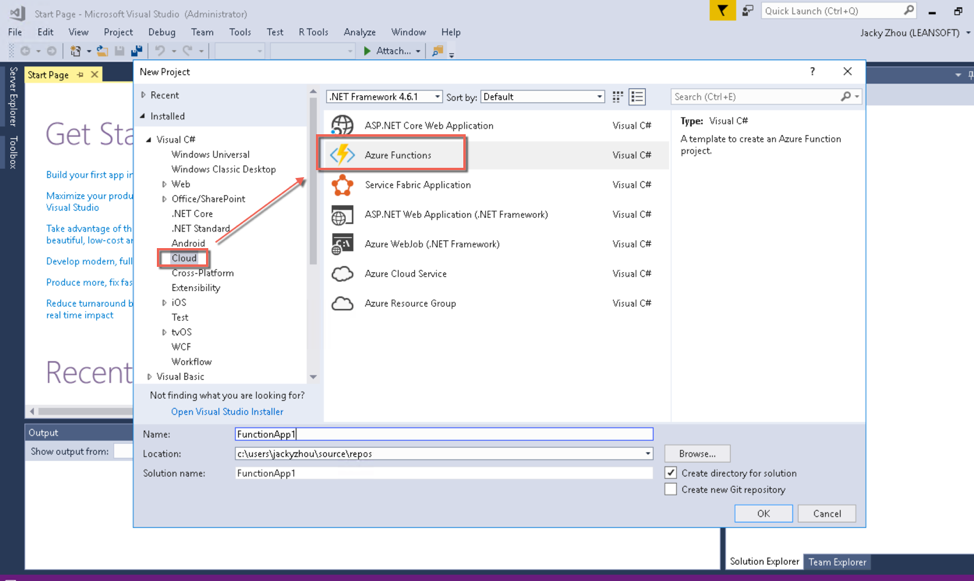 Start Page - Microsoft Visual Studio (Administrator)
Quick Launch (Ctrl+Q)
File Edit View Project Debug Team Tools Test R Tools Analyze Window Help
Jacky Zhou (LEANSOFT)
Attach...
Server Explorer
Toolbox
Start Page
Get Sta
Build your first app in
Maximize your produ
Visual Studio
Take advantage of th
beautiful, low-cost an
Develop modern, full
Produce more, fix fas
Reduce turnaround b
real time impact
Recent
Output
Show output from:
New Project
?
Recent
Installed
Visual C#
Windows Universal
Windows Classic Desktop
Web
Office/SharePoint
.NET Core
.NET Standard
Android
Cloud
Cross-Platform
Extensibility
iOS
Test
tvOS
WCF
Workflow
Visual Basic
Not finding what you are looking for?
Open Visual Studio Installer
.NET Framework 4.6.1 Sort by: Default
Search (Ctrl+E)
ASP.NET Core Web Application Visual C#
Azure Functions Visual C#
Service Fabric Application Visual C#
ASP.NET Web Application (.NET Framework) Visual C#
Azure WebJob (.NET Framework) Visual C#
Azure Cloud Service Visual C#
Azure Resource Group Visual C#
Type: Visual C#
A template to create an Azure Function
project.
Name: FunctionApp1
Location: c:\users\jackyzhou\source\repos
Browse...
Solution name: FunctionApp1
Create directory for solution
Create new Git repository
OK Cancel
Solution Explorer Team Explorer